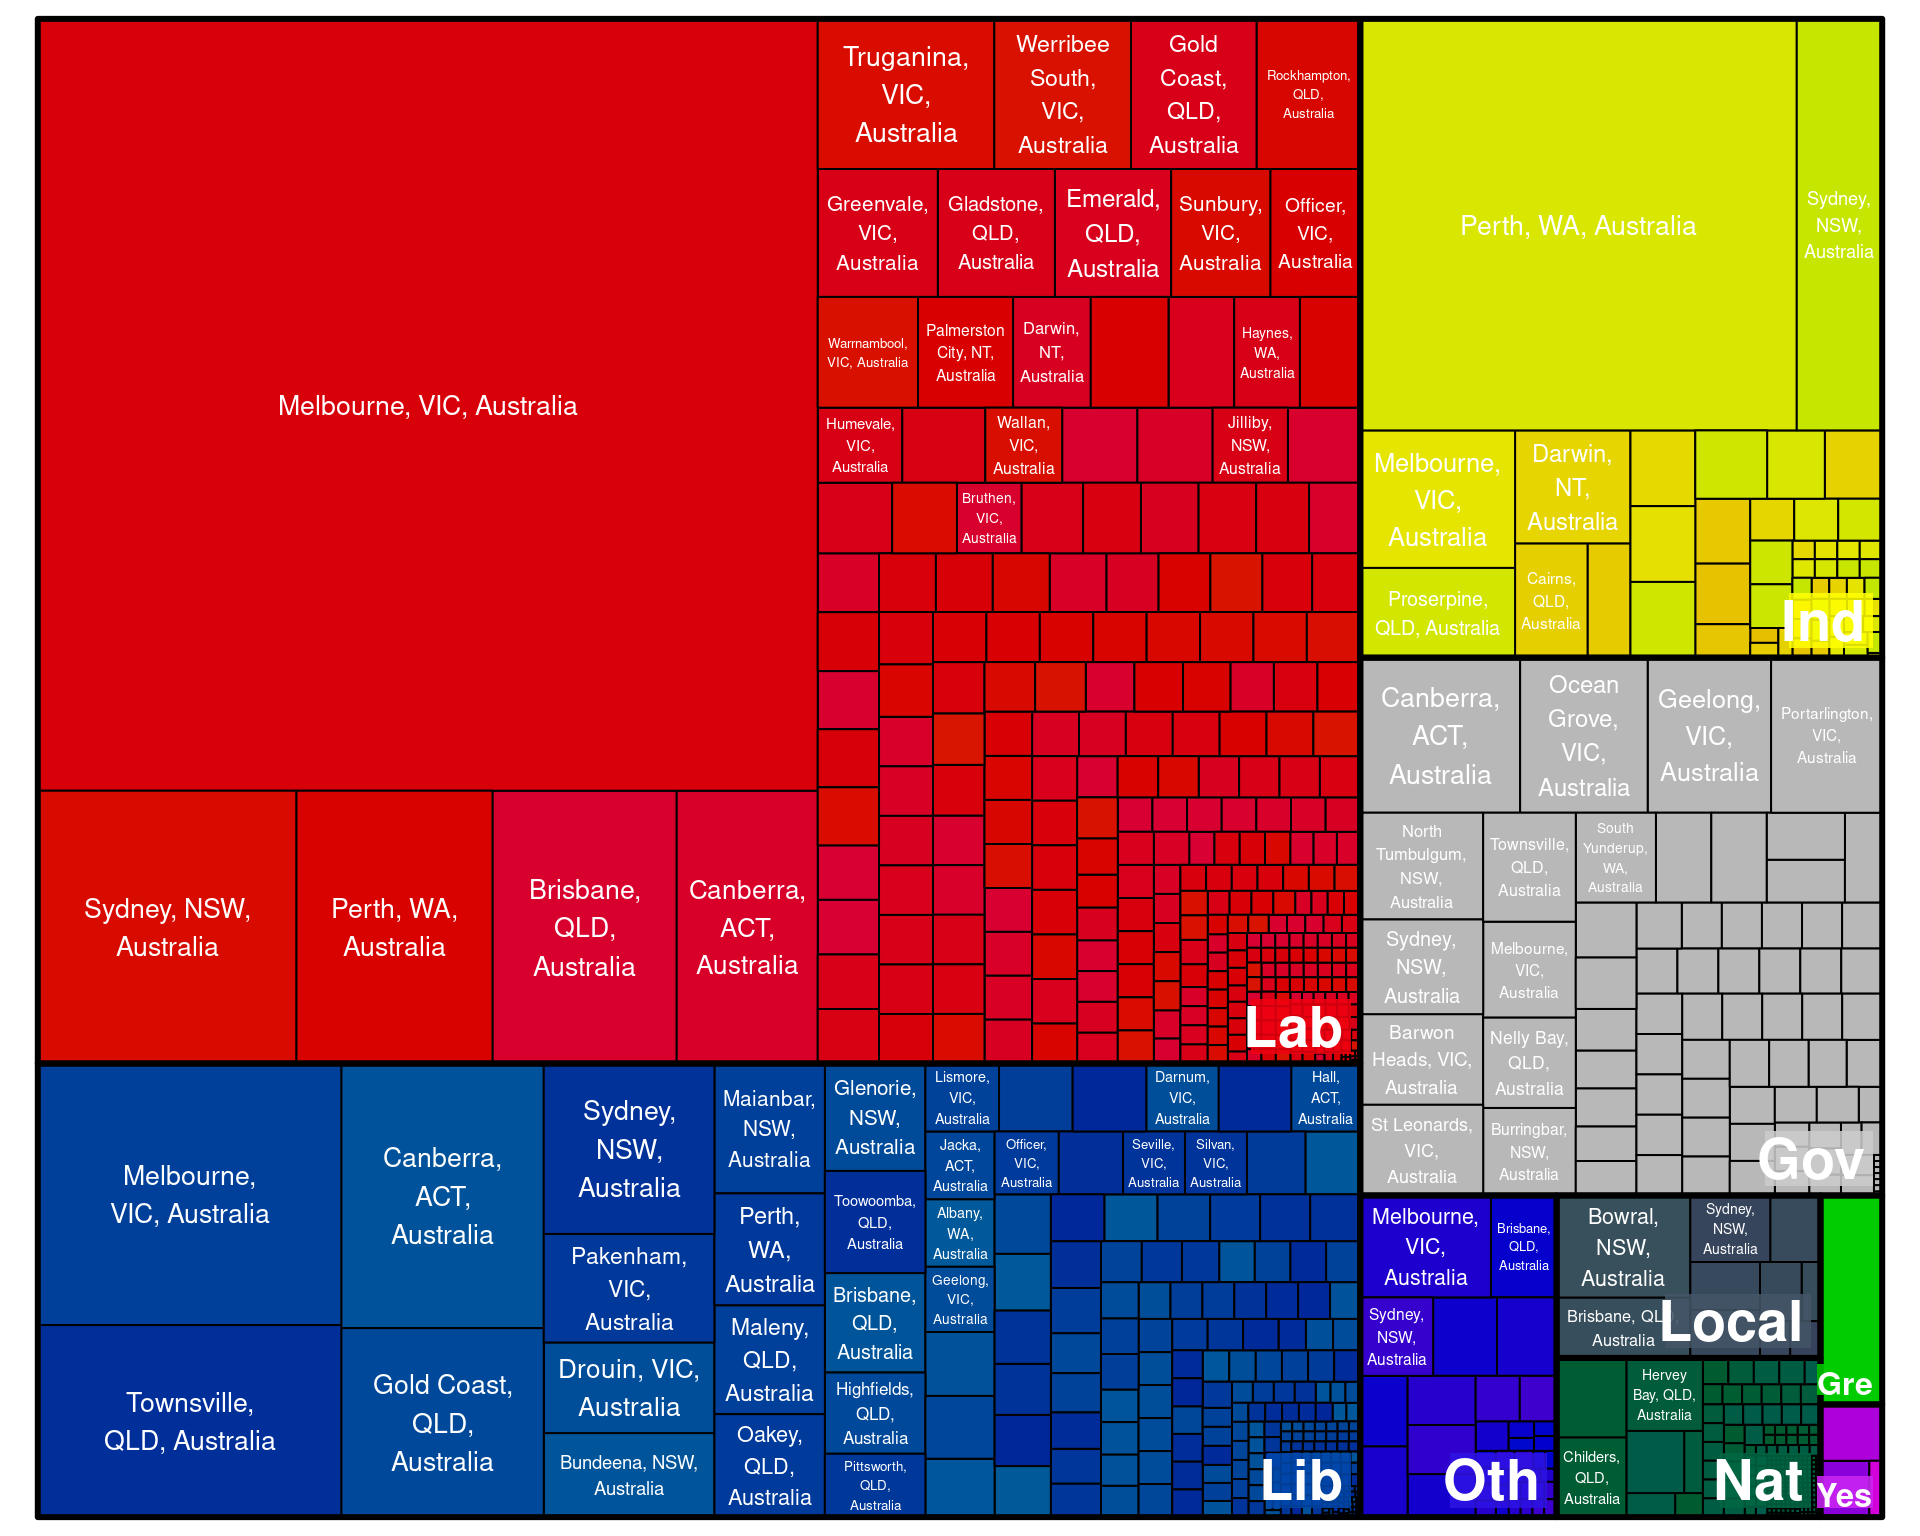 Melbourne, VIC, Australia
Sydney, NSW,
Australia
Perth, WA,
Australia
Brisbane,
QLD,
Australia
Canberra,
ACT,
Australia
Truganina,
VIC,
Australia
Werribee
South,
VIC,
Australia
Gold
Coast,
QLD,
Australia
Rockhampton,
QLD,
Australia
Greenvale,
VIC,
Australia
Gladstone,
QLD,
Australia
Emerald,
QLD,
Australia
Sunbury,
VIC,
Australia
Officer,
VIC,
Australia
Warrnambool,
VIC, Australia
Palmerston
City, NT,
Australia
Darwin,
NT,
Australia
Haynes,
WA,
Australia
Humevale,
VIC,
Australia
Wallan,
VIC,
Australia
Jilliby,
NSW,
Australia
Bruthen,
VIC,
Australia
Lab
Perth, WA, Australia
Sydney,
NSW,
Australia
Melbourne,
VIC,
Australia
Darwin,
NT,
Australia
Proserpine,
QLD, Australia
Cairns,
QLD,
Australia
Ind
Canberra,
ACT,
Australia
Ocean
Grove,
VIC,
Australia
Geelong,
VIC,
Australia
Portarlington,
VIC,
Australia
North
Tumbulgum,
NSW,
Australia
Townsville,
QLD,
Australia
South
Yunderup,
WA,
Australia
Sydney,
NSW,
Australia
Melbourne,
VIC,
Australia
Barwon
Heads, VIC,
Australia
Nelly Bay,
QLD,
Australia
St Leonards,
VIC,
Australia
Burringbar,
NSW,
Australia
Gov
Melbourne,
VIC, Australia
Townsville,
QLD, Australia
Canberra,
ACT,
Australia
Gold Coast,
QLD,
Australia
Sydney,
NSW,
Australia
Pakenham,
VIC,
Australia
Drouin, VIC,
Australia
Bundeena, NSW,
Australia
Maianbar,
NSW,
Australia
Perth,
WA,
Australia
Maleny,
QLD,
Australia
Oakey,
QLD,
Australia
Glenorie,
NSW,
Australia
Toowoomba,
QLD,
Australia
Brisbane,
QLD,
Australia
Highfields,
QLD,
Australia
Pittsworth,
QLD,
Australia
Lismore,
VIC,
Australia
Darnum,
VIC,
Australia
Hall,
ACT,
Australia
Jacka,
ACT,
Australia
Officer,
VIC,
Australia
Seville,
VIC,
Australia
Silvan,
VIC,
Australia
Albany,
WA,
Australia
Geelong,
VIC,
Australia
Lib
Melbourne,
VIC,
Australia
Brisbane,
QLD,
Australia
Sydney,
NSW,
Australia
Oth
Bowral,
NSW,
Australia
Sydney,
NSW,
Australia
Brisbane, QLD,
Australia
Local
Hervey
Bay, QLD,
Australia
Childers,
QLD,
Australia
Nat
Gre
Yes